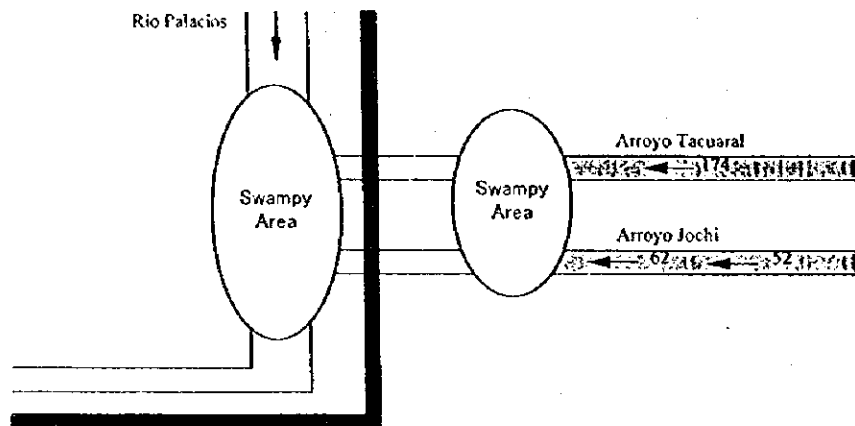 Rio Palacios
Arroyo Tacuaral
174
Swampy
Area
Swampy
Area
Arroyo Jochi
62
52